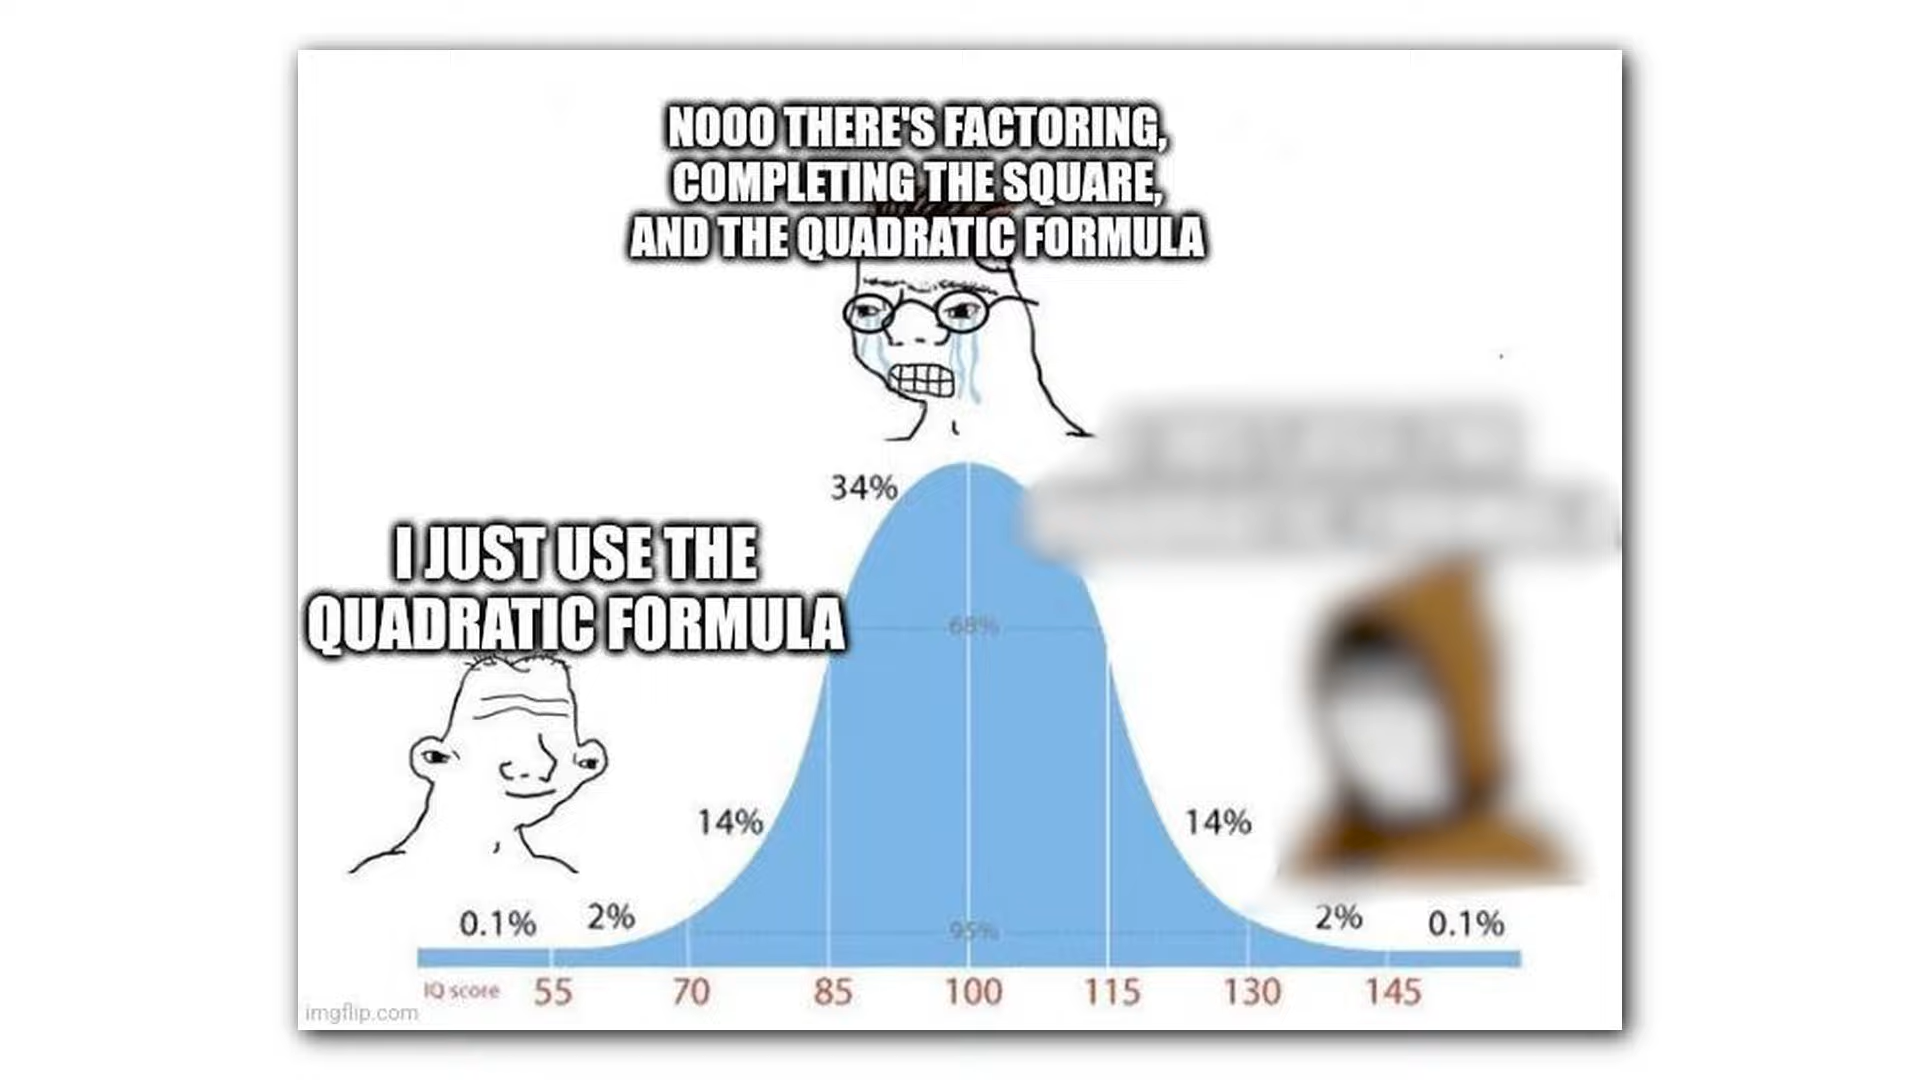 NOOO THERE'S FACTORING,
COMPLETING THE SQUARE,
AND THE QUADRATIC FORMULA
34%
I JUST USE THE
QUADRATIC FORMULA
68%
14%
14%
0.1%
2%
95%
2%
0.1%
IQ score
55
70
85
100
115
130
145
imgflip.com